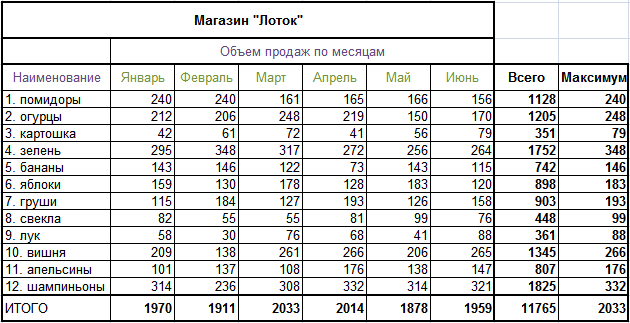 Магазин "Лоток"
Объем продаж по месяцам
Наименование Январь Февраль Март Апрель Май Июнь Всего Максимум
1. помидоры 240 240 161 165 166 156 1128 240
2. огурцы 212 206 248 219 150 170 1205 248
3. картошка 42 61 72 41 56 79 351 79
4. зелень 295 348 317 272 256 264 1752 348
5. бананы 143 146 122 73 143 115 742 146
6. яблоки 159 130 178 128 183 120 898 183
7. груши 115 184 127 193 126 158 903 193
8. свекла 82 55 55 81 99 76 448 99
9. лук 58 30 76 68 41 88 361 88
10. вишня 209 138 261 266 206 265 1345 266
11. апельсины 101 137 108 176 138 147 807 176
12. шампиньоны 314 236 308 332 314 321 1825 332
ИТОГО 1970 1911 2033 2014 1878 1959 11765 2033